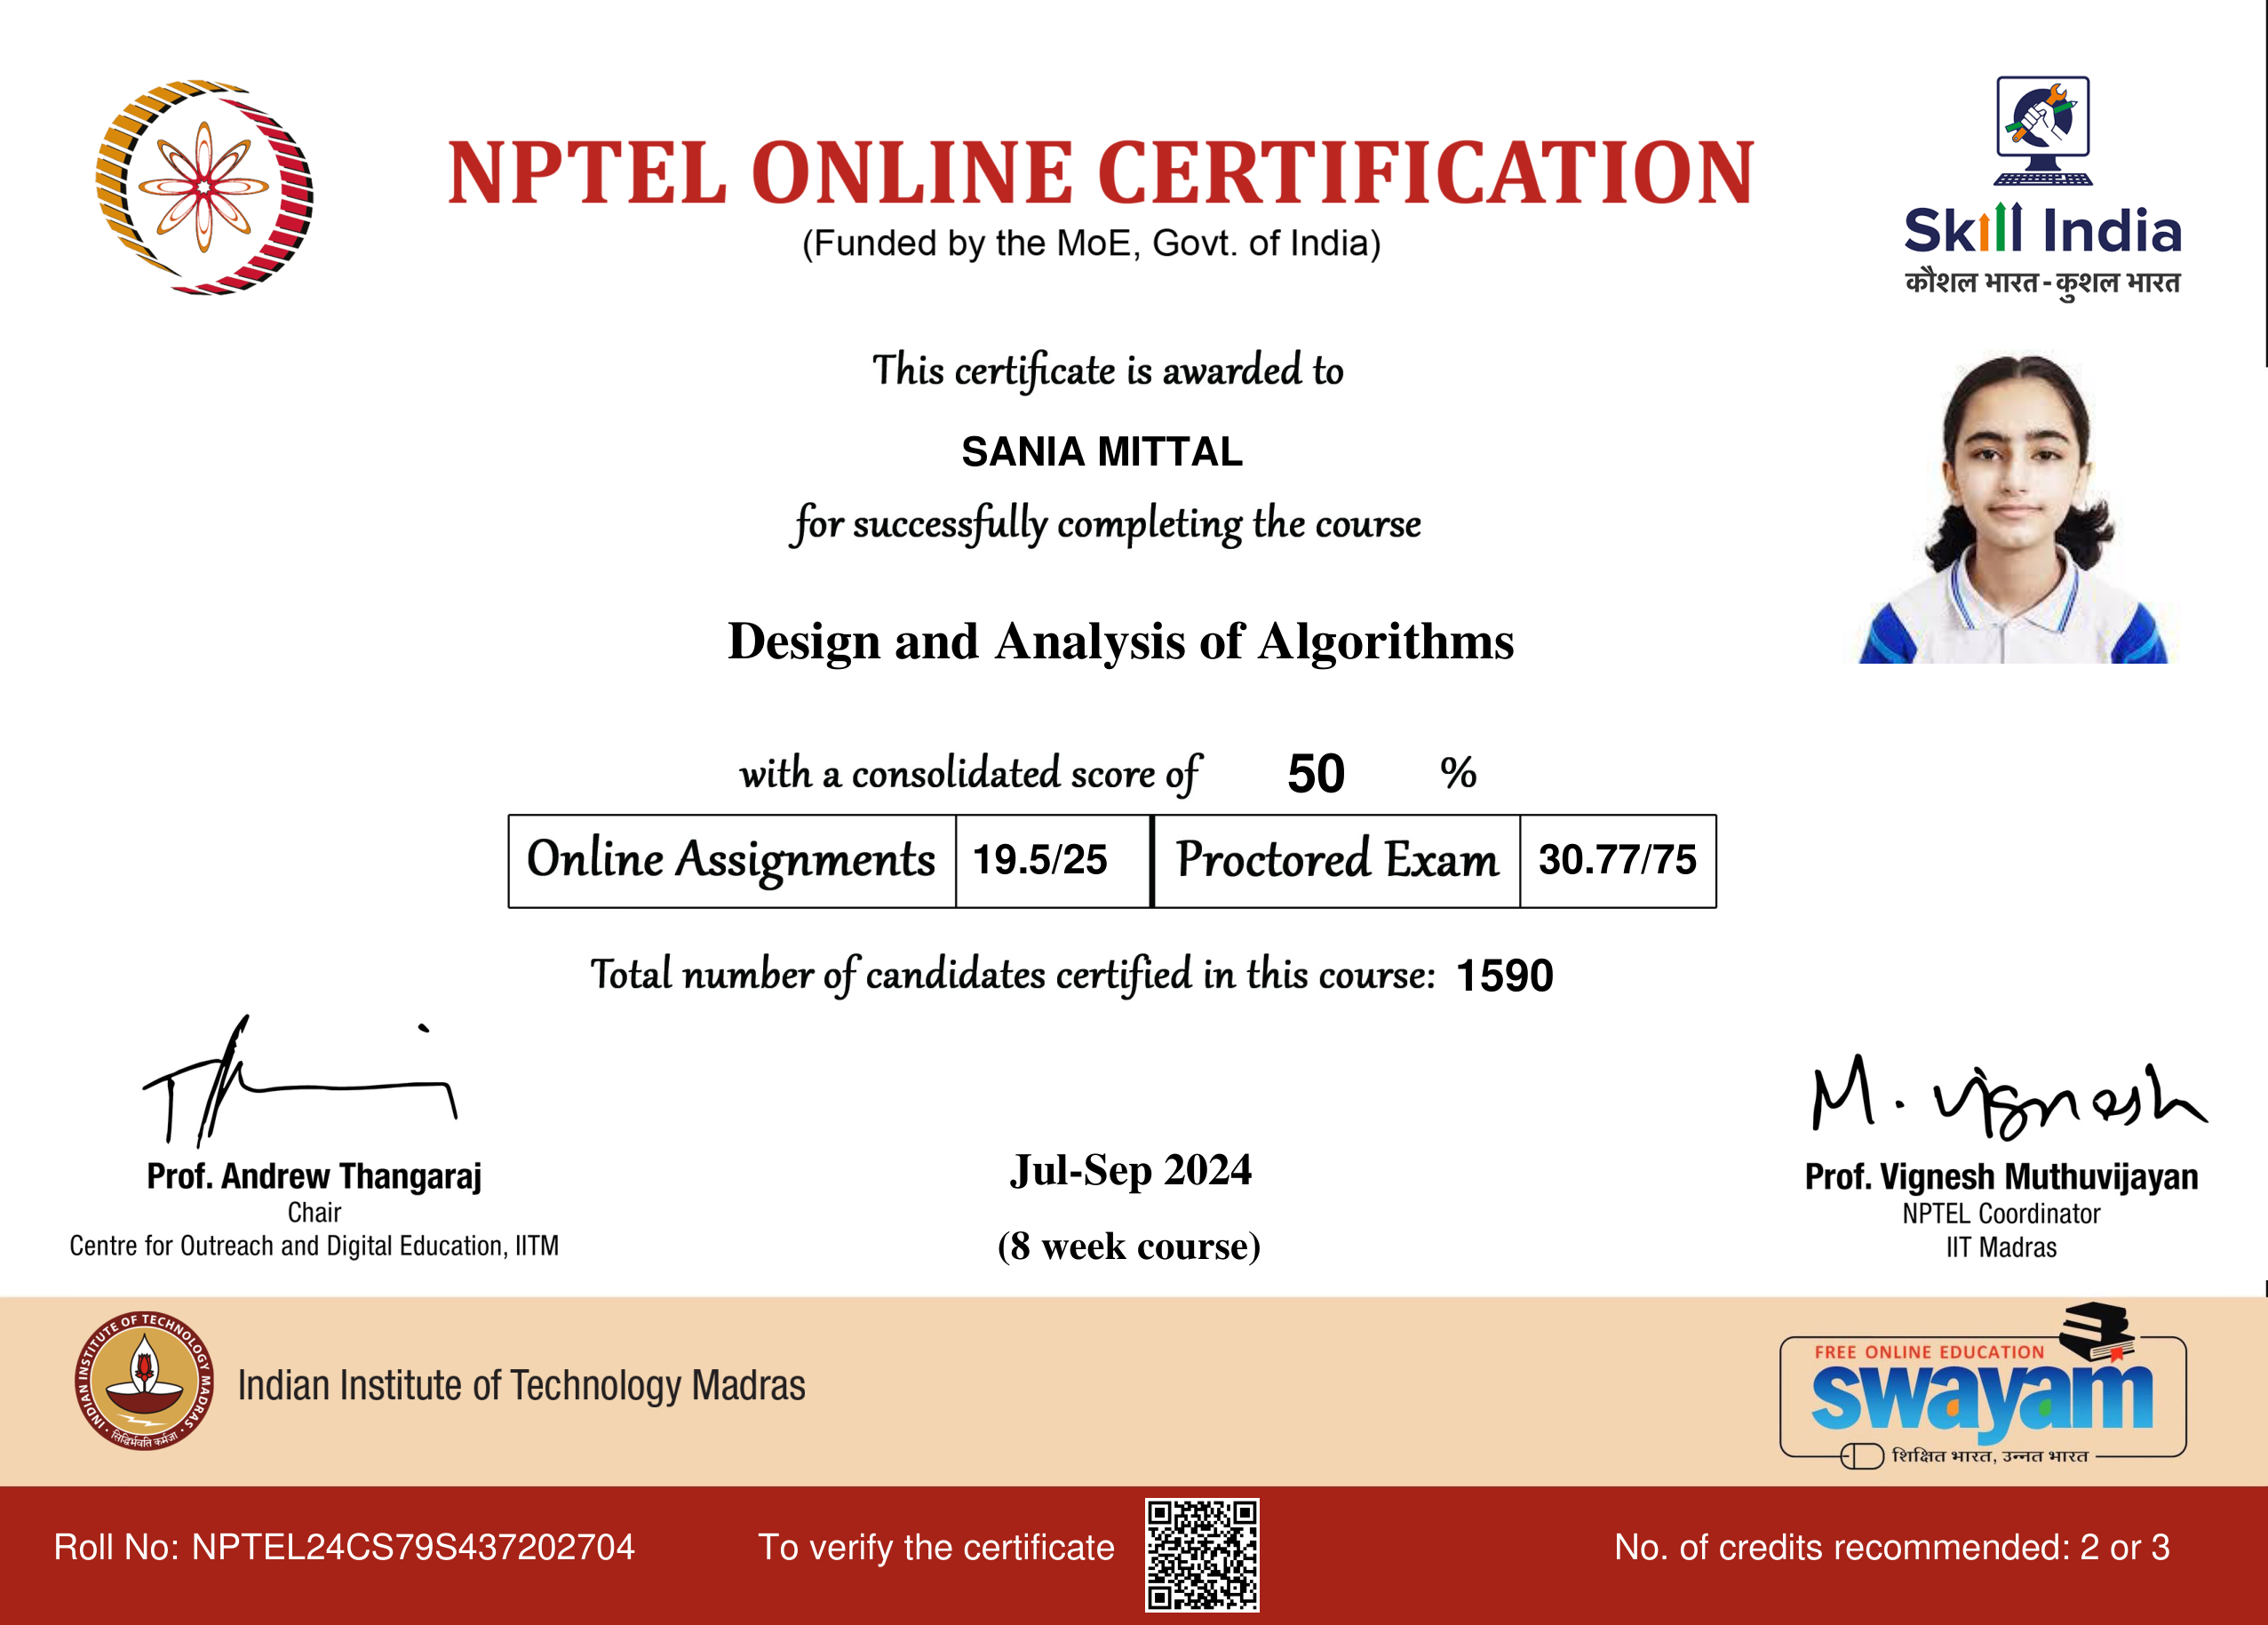 NPTEL ONLINE CERTIFICATION
(Funded by the MoE, Govt. of India)
Skill India
कौशल भारत - कुशल भारत
This certificate is awarded to
SANIA MITTAL
for successfully completing the course
Design and Analysis of Algorithms
with a consolidated score of 50 %
Online Assignments 19.5/25 Proctored Exam 30.77/75
Total number of candidates certified in this course: 1590
M. Vignesh
Prof. Andrew Thangaraj
Chair
Centre for Outreach and Digital Education, IITM
Jul-Sep 2024
(8 week course)
Prof. Vignesh Muthuvijayan
NPTEL Coordinator
IIT Madras
INDIAN INSTITUTE OF TECHNOLOGY MADRAS
सिद्धिर्भवति कर्मजा
Indian Institute of Technology Madras
FREE ONLINE EDUCATION
swayam
शिक्षित भारत, उन्नत भारत
Roll No: NPTEL24CS79S437202704
To verify the certificate
No. of credits recommended: 2 or 3